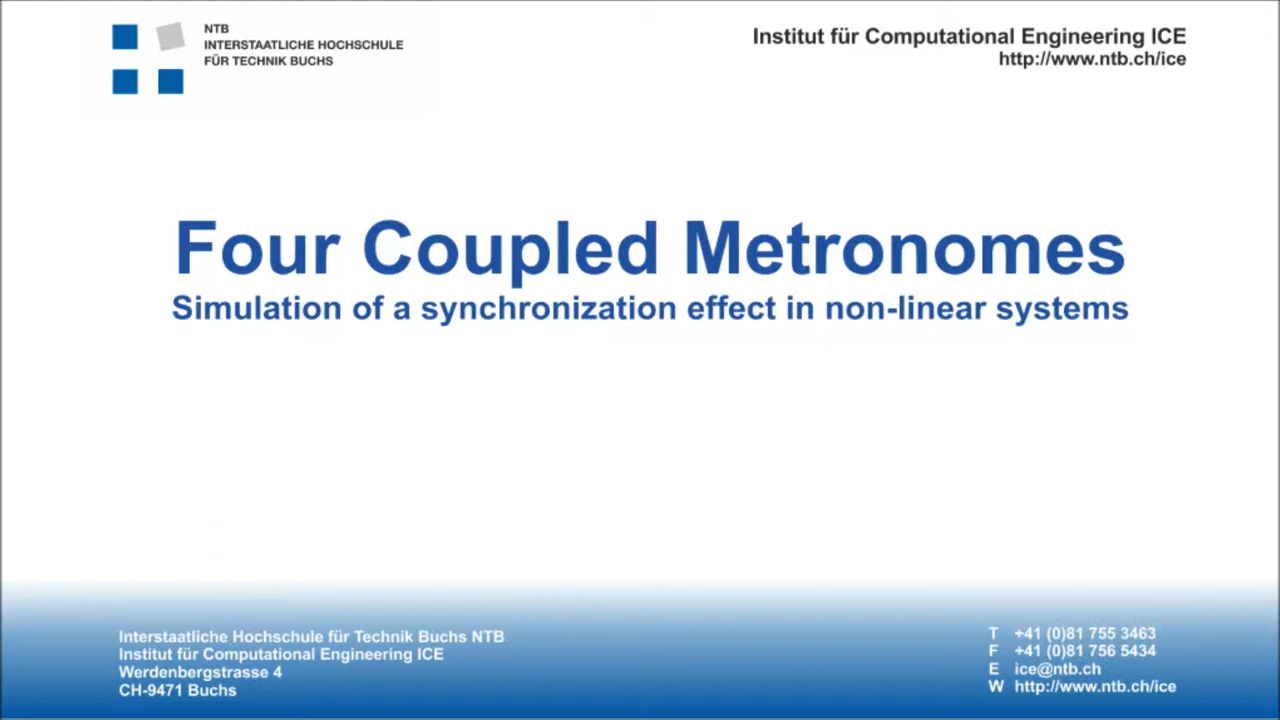 NTB
INTERSTAATLICHE HOCHSCHULE
FÜR TECHNIK BUCHS
Institut für Computational Engineering ICE
http://www.ntb.ch/ice
Four Coupled Metronomes
Simulation of a synchronization effect in non-linear systems
Interstaatliche Hochschule für Technik Buchs NTB
Institut für Computational Engineering ICE
Werdenbergstrasse 4
CH-9471 Buchs
T +41 (0)81 755 3463
F +41 (0)81 756 5434
E ice@ntb.ch
W http://www.ntb.ch/ice